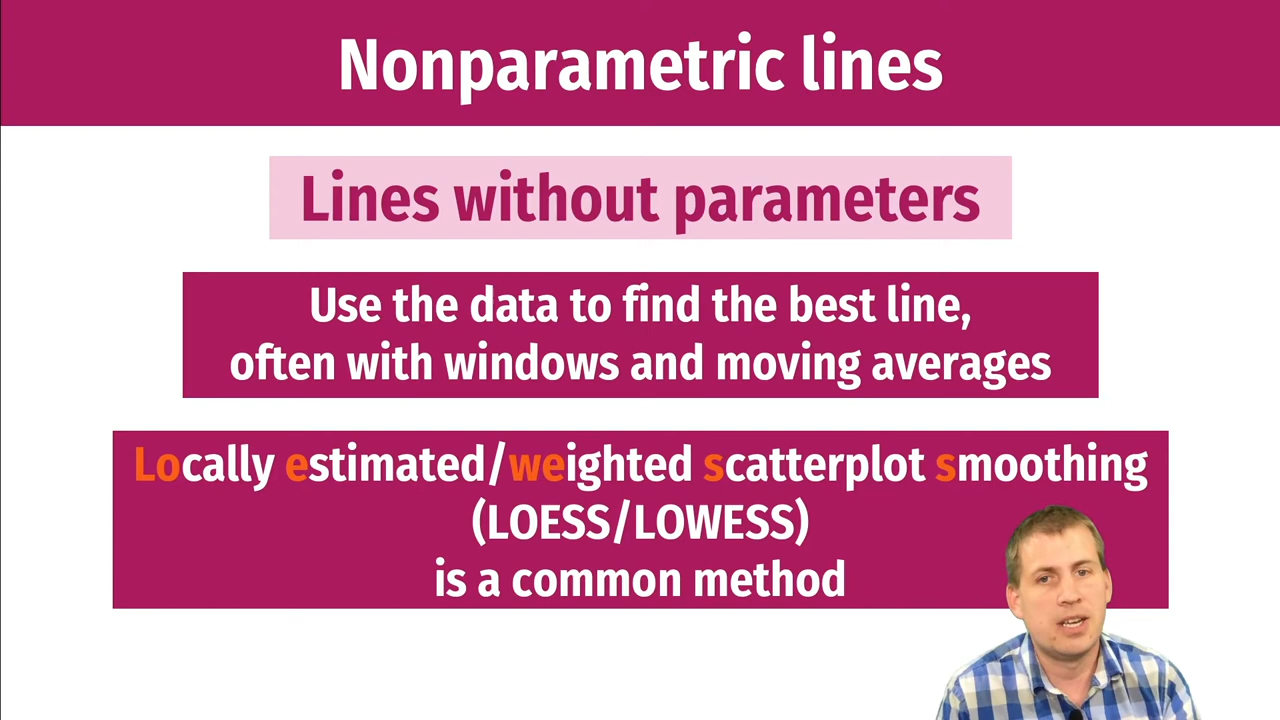 Nonparametric lines
Lines without parameters
Use the data to find the best line,
often with windows and moving averages
Locally estimated/weighted scatterplot smoothing
(LOESS/LOWESS)
is a common method